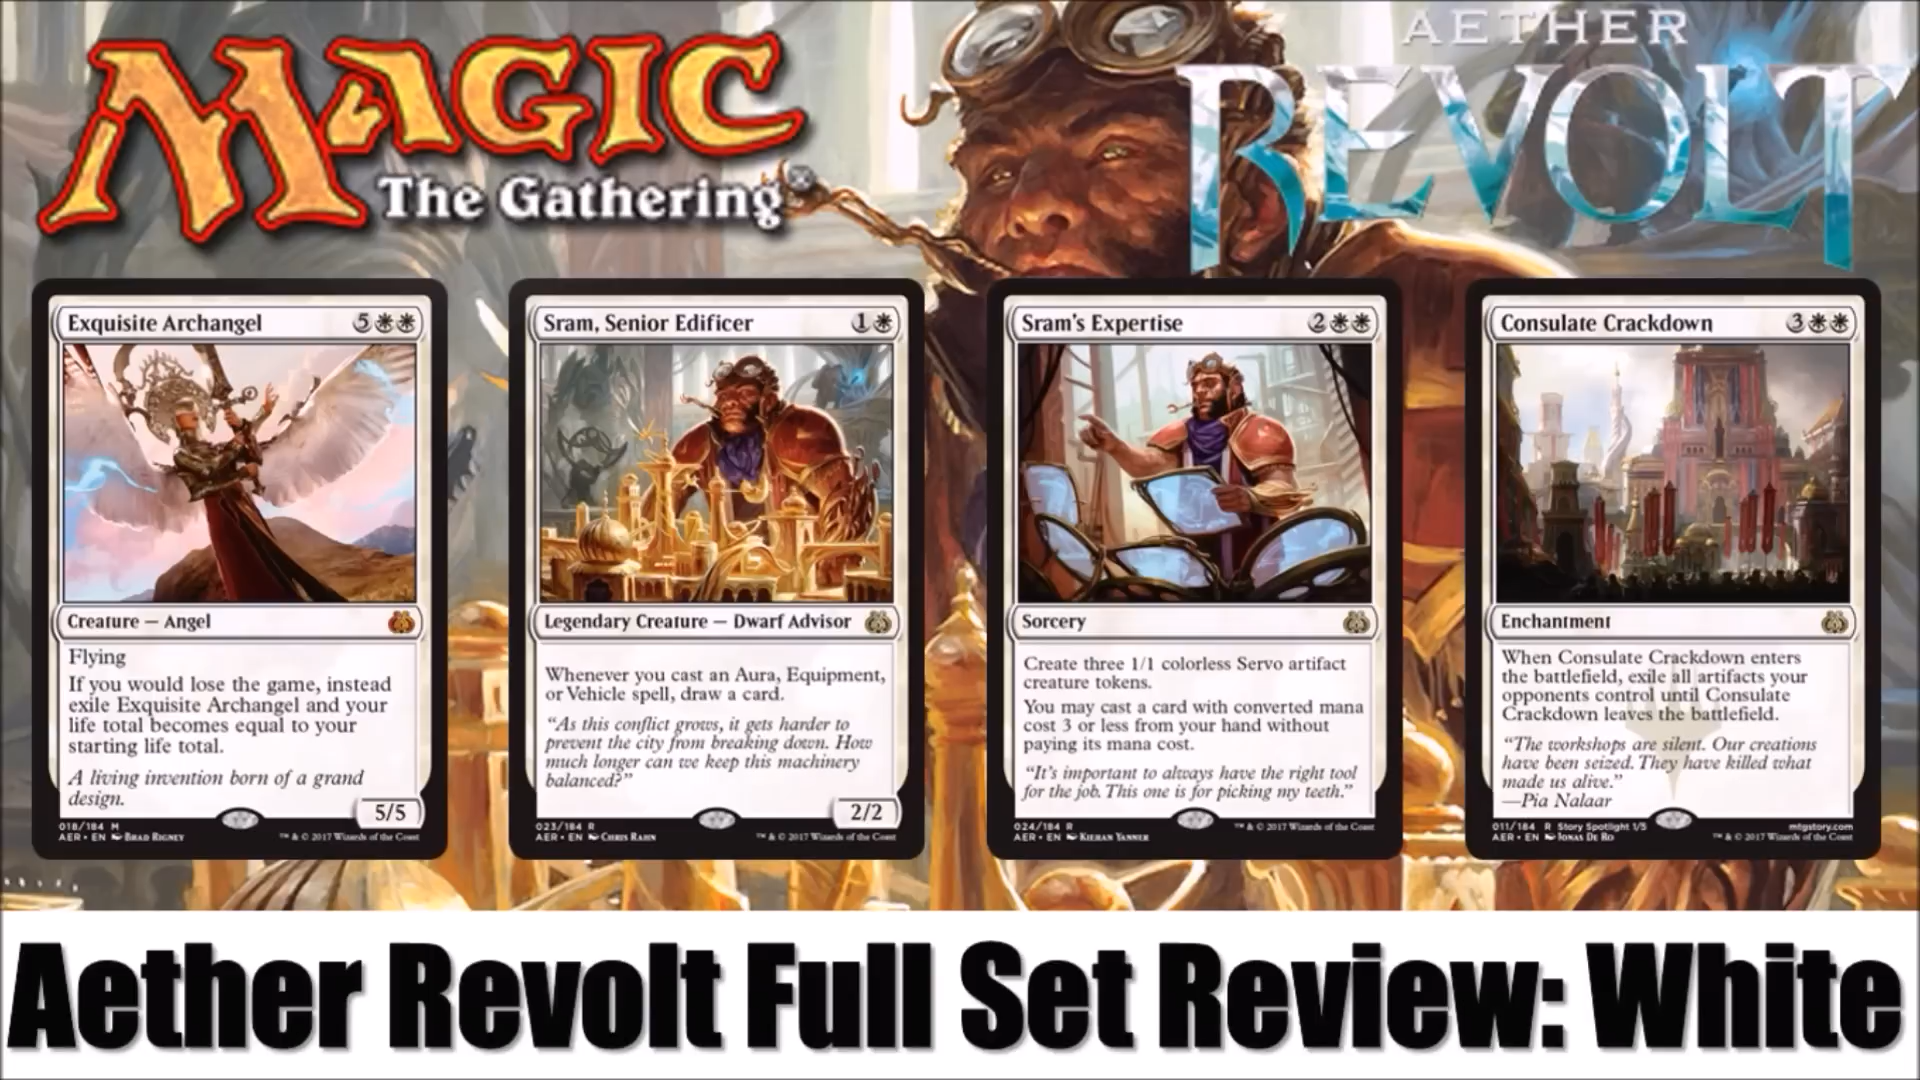 MAGIC
The Gathering®
AETHER
REVOLT
Exquisite Archangel 5
Creature — Angel
Flying
If you would lose the game, instead
exile Exquisite Archangel and your
life total becomes equal to your
starting life total.
A living invention born of a grand
design.
5/5
018/184 M
AER • EN BRAD RIGNEY
™ & © 2017 Wizards of the Coast
Sram, Senior Edificer 1
Legendary Creature — Dwarf Advisor
Whenever you cast an Aura, Equipment,
or Vehicle spell, draw a card.
“As this conflict grows, it gets harder to
prevent the city from breaking down. How
much longer can we keep this machinery
balanced?”
2/2
023/184 R
AER • EN CHRIS RAHN
™ & © 2017 Wizards of the Coast
Sram's Expertise 2
Sorcery
Create three 1/1 colorless Servo artifact
creature tokens.
You may cast a card with converted mana
cost 3 or less from your hand without
paying its mana cost.
“It's important to always have the right tool
for the job. This one is for picking my teeth.”
024/184 R
AER • EN KIERAN YANNER
™ & © 2017 Wizards of the Coast
Consulate Crackdown 3
Enchantment
When Consulate Crackdown enters
the battlefield, exile all artifacts your
opponents control until Consulate
Crackdown leaves the battlefield.
“The workshops are silent. Our creations
have been seized. They have killed what
made us alive.”
—Pia Nalaar
011/184 R Story Spotlight 1/5
AER • EN JONAS DE RO
mtgstory.com
™ & © 2017 Wizards of the Coast
Aether Revolt Full Set Review: White